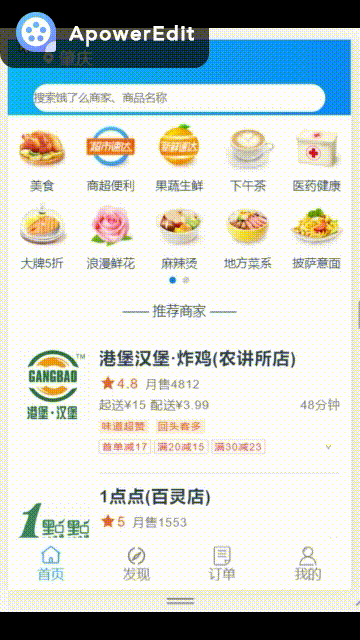 ApowerEdit
肇庆
搜索饿了么商家、商品名称
超市速达
新鲜速达
美食 商超便利 果蔬生鲜 下午茶 医药健康
大牌5折 浪漫鲜花 麻辣烫 地方菜系 披萨意面
推荐商家
GANGBAO
TM
港堡·汉堡
港堡汉堡·炸鸡(农讲所店)
4.8 月售4812
起送¥15 配送¥3.99 48分钟
味道超赞 回头客多
首单减17 满20减15 满30减23
1點點
1点点(百灵店)
5 月售1553
首页 发现 订单 我的